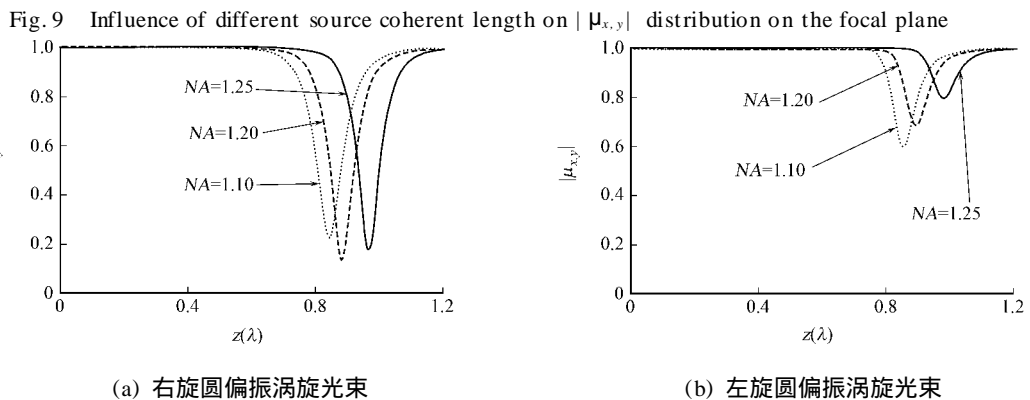 Fig. 9 Influence of different source coherent length on |μx, y| distribution on the focal plane
1.0
0.8
0.6
0.4
0.2
0
NA=1.25
NA=1.20
NA=1.10
0 0.4 0.8 1.2
z(λ)
(a) 右旋圆偏振涡旋光束
1.0
0.8
0.6
0.4
0.2
0
|μx,y|
NA=1.20
NA=1.10
NA=1.25
0 0.4 0.8 1.2
z(λ)
(b) 左旋圆偏振涡旋光束